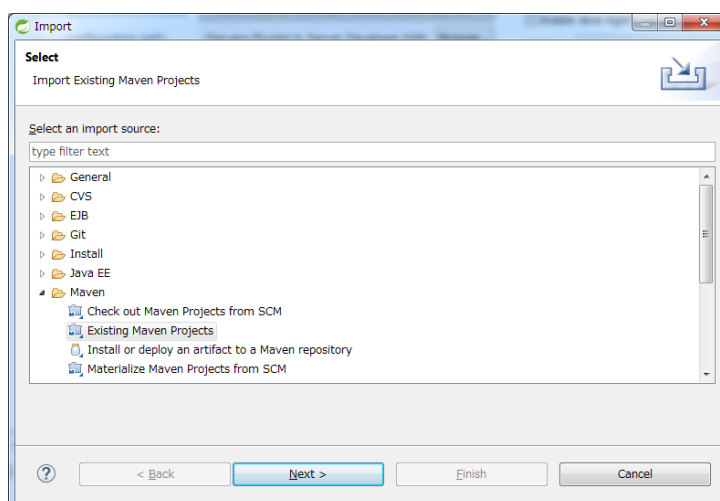 Import
Select
Import Existing Maven Projects
Select an import source:
type filter text
General
CVS
EJB
Git
Install
Java EE
Maven
Check out Maven Projects from SCM
Existing Maven Projects
Install or deploy an artifact to a Maven repository
Materialize Maven Projects from SCM
< Back
Next >
Finish
Cancel